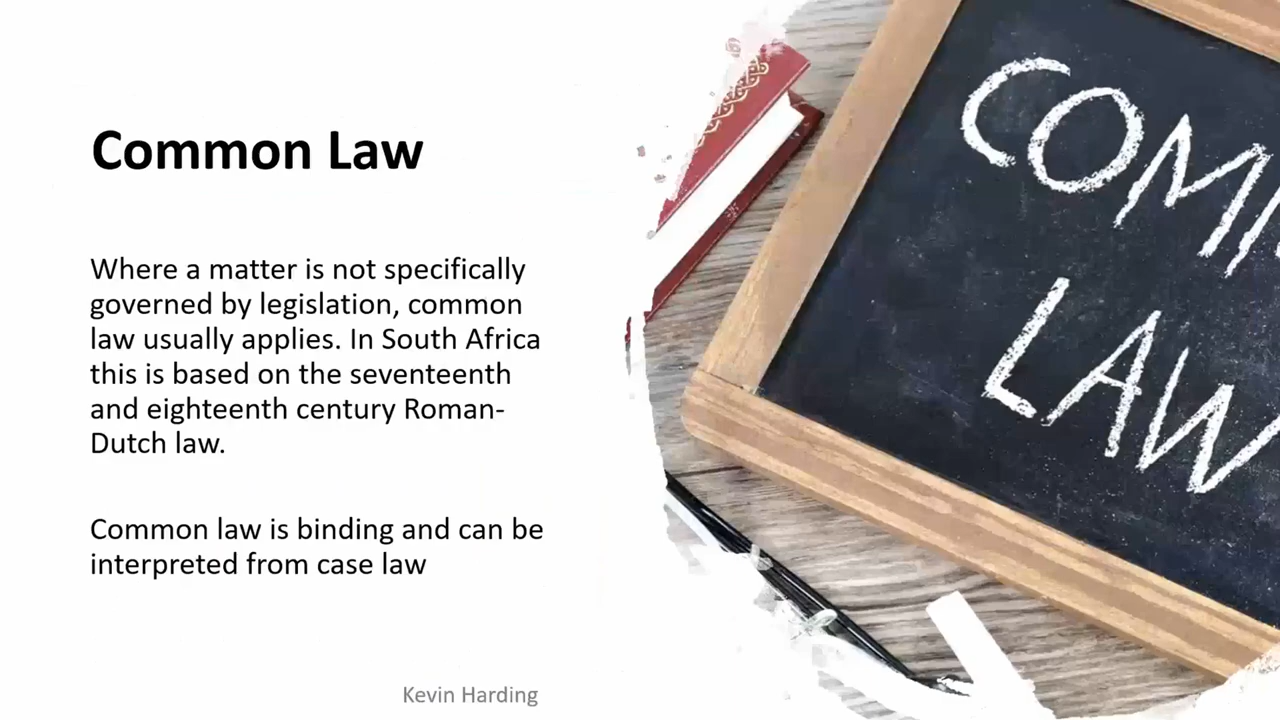 Common Law
Where a matter is not specifically
governed by legislation, common
law usually applies. In South Africa
this is based on the seventeenth
and eighteenth century Roman-
Dutch law.
Common law is binding and can be
interpreted from case law
Kevin Harding
COMM
LAW